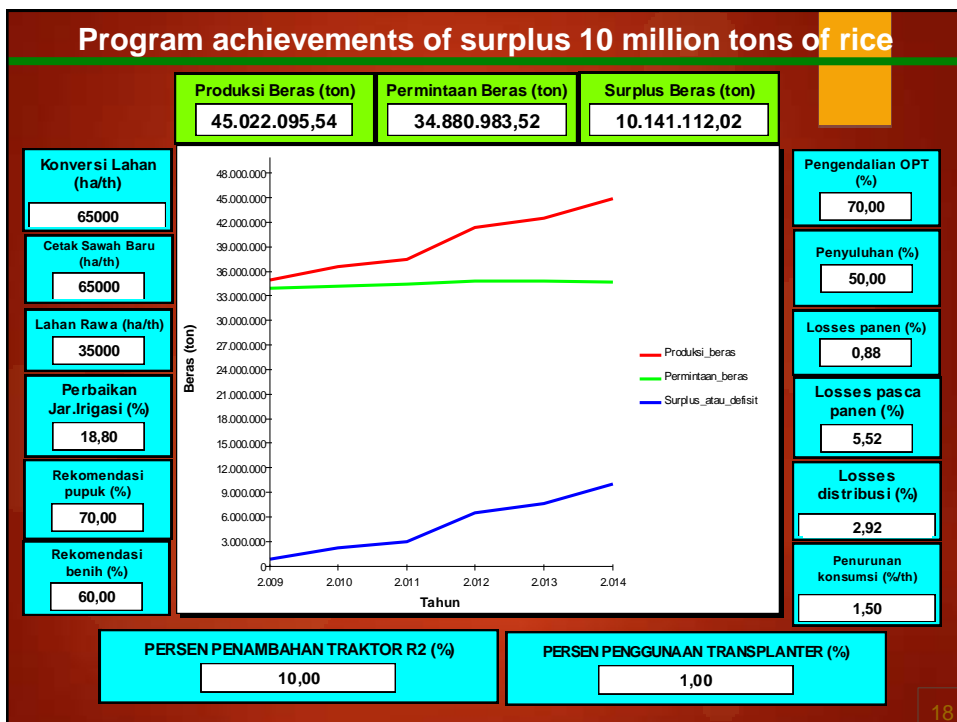 Program achievements of surplus 10 million tons of rice
Produksi Beras (ton)
45.022.095,54
Permintaan Beras (ton)
34.880.983,52
Surplus Beras (ton)
10.141.112,02
Konversi Lahan
(ha/th)
65000
Cetak Sawah Baru
(ha/th)
65000
Lahan Rawa (ha/th)
35000
Perbaikan
Jar.Irigasi (%)
18,80
Rekomendasi
pupuk (%)
70,00
Rekomendasi
benih (%)
60,00
Beras (ton)
48.000.000
45.000.000
42.000.000
39.000.000
36.000.000
33.000.000
30.000.000
27.000.000
24.000.000
21.000.000
18.000.000
15.000.000
12.000.000
9.000.000
6.000.000
3.000.000
0
2.009 2.010 2.011 2.012 2.013 2.014
Tahun
Produksi_beras
Permintaan_beras
Surplus_atau_defisit
Pengendalian OPT
(%)
70,00
Penyuluhan (%)
50,00
Losses panen (%)
0,88
Losses pasca
panen (%)
5,52
Losses
distribusi (%)
2,92
Penurunan
konsumsi (%/th)
1,50
PERSEN PENAMBAHAN TRAKTOR R2 (%)
10,00
PERSEN PENGGUNAAN TRANSPLANTER (%)
1,00
18